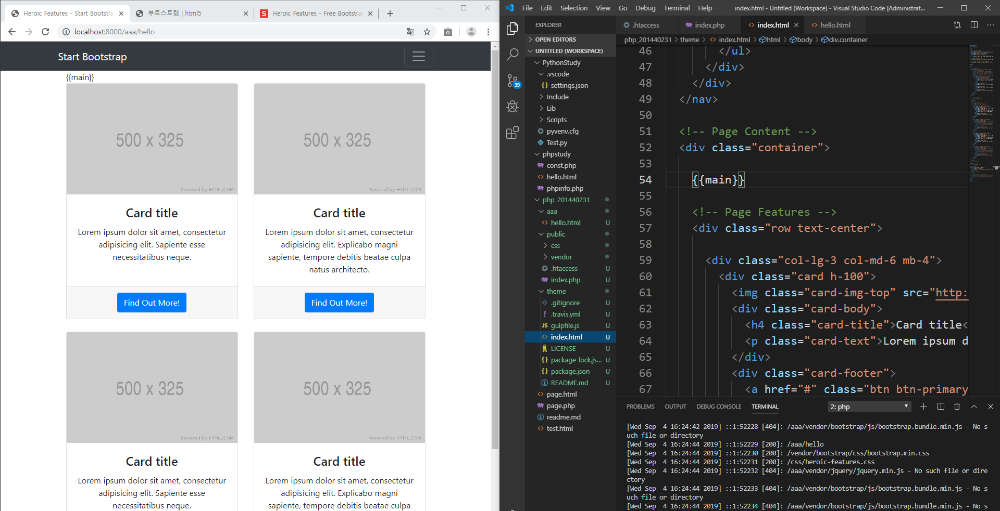 Heroic Features - Start Bootstra
부트스트랩 | html5
Heroic Features - Free Bootstrap
localhost:8000/aaa/hello
Start Bootstrap
{{main}}
500 x 325
Powered by HTML.COM
500 x 325
Powered by HTML.COM
Card title
Lorem ipsum dolor sit amet, consectetur
adipisicing elit. Sapiente esse
necessitatibus neque.
Card title
Lorem ipsum dolor sit amet, consectetur
adipisicing elit. Explicabo magni
sapiente, tempore debitis beatae culpa
natus architecto.
Find Out More!
Find Out More!
500 x 325
Powered by HTML.COM
500 x 325
Powered by HTML.COM
Card title
Lorem ipsum dolor sit amet, consectetur
adipisicing elit. Sapiente esse
necessitatibus neque.
Card title
Lorem ipsum dolor sit amet, consectetur
adipisicing elit. Explicabo magni
sapiente, tempore debitis beatae culpa
File Edit Selection View Go Debug Terminal Help index.html - Untitled (Workspace) - Visual Studio Code [Administrat...
EXPLORER
39
OPEN EDITORS
UNTITLED (WORKSPACE)
PythonStudy
.vscode
{} settings.json
Include
Lib
Scripts
pyvenv.cfg
Test.py
phpstudy
const.php
<> hello.html
phpinfo.php
php_201440231
aaa
<> hello.html U
public
css
vendor
.htaccess U
index.php U
theme
.gitignore U
! .travis.yml U
JS gulpfile.js U
<> index.html U
LICENSE U
{} package-lock.js... U
{} package.json U
README.md U
<> page.html
page.php
readme.md
<> test.html
.htaccess
index.php
<> index.html
<> hello.html
php_201440231 > theme > <> index.html > html > body > div.container
46 </ul>
47 </div>
48 </div>
49 </nav>
50
51 <!-- Page Content -->
52 <div class="container">
53
54 {{main}}
55
56 <!-- Page Features -->
57 <div class="row text-center">
58
59 <div class="col-lg-3 col-md-6 mb-4">
60 <div class="card h-100">
61 <img class="card-img-top" src="http:
62 <div class="card-body">
63 <h4 class="card-title">Card title<
64 <p class="card-text">Lorem ipsum d
65 </div>
66 <div class="card-footer">
67 <a href="#" class="btn btn-primary
PROBLEMS OUTPUT DEBUG CONSOLE TERMINAL 2: php
[Wed Sep  4 16:24:42 2019] ::1:52228 [404]: /aaa/vendor/bootstrap/js/bootstrap.bundle.min.js - No s
uch file or directory
[Wed Sep  4 16:24:44 2019] ::1:52229 [200]: /aaa/hello
[Wed Sep  4 16:24:44 2019] ::1:52230 [200]: /vendor/bootstrap/css/bootstrap.min.css
[Wed Sep  4 16:24:44 2019] ::1:52231 [200]: /css/heroic-features.css
[Wed Sep  4 16:24:44 2019] ::1:52232 [404]: /aaa/vendor/jquery/jquery.min.js - No such file or dire
ctory
[Wed Sep  4 16:24:44 2019] ::1:52233 [404]: /aaa/vendor/bootstrap/js/bootstrap.bundle.min.js - No s
uch file or directory
[Wed Sep  4 16:24:44 2019] ::1:52234 [404]: /aaa/vendor/bootstrap/js/bootstrap.bundle.min.js - No s